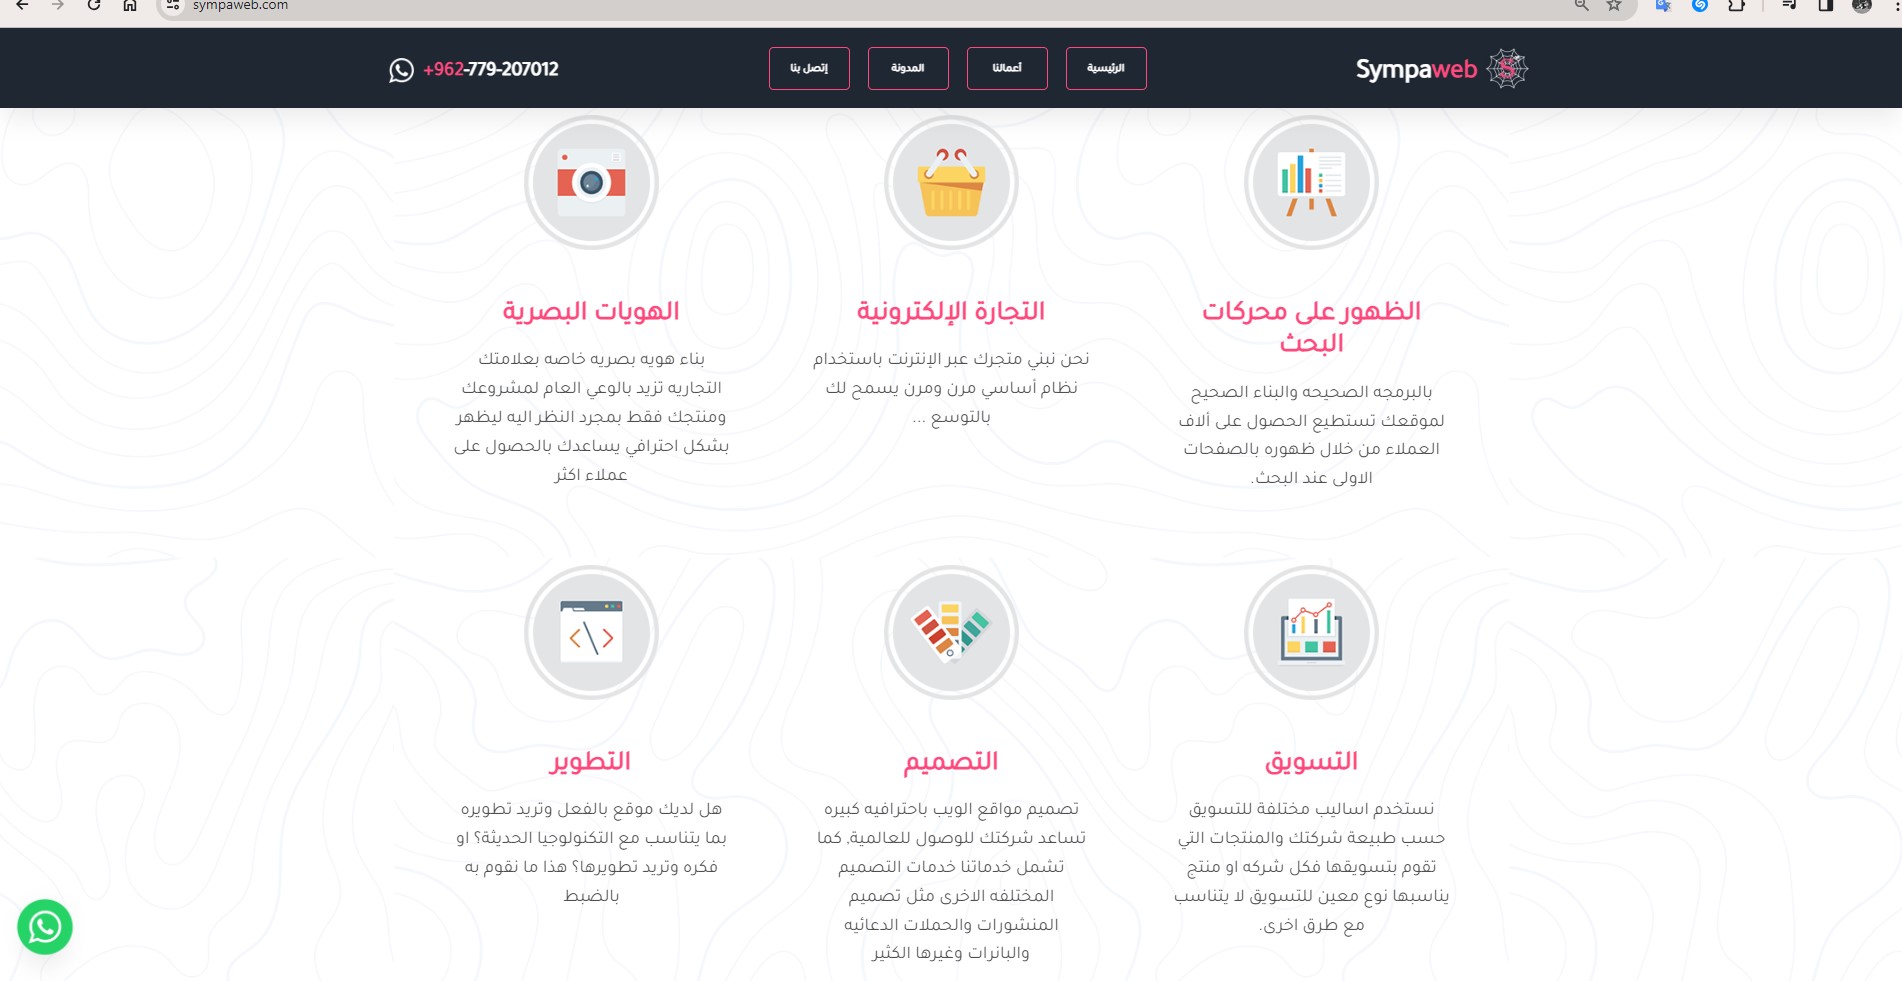 sympaweb.com
Sympaweb
الرئيسية
أعمالنا
المدونة
إتصل بنا
+962-779-207012
الظهور على محركات
البحث
بالبرمجه الصحيحه والبناء الصحيح
لموقعك تستطيع الحصول على ألاف
العملاء من خلال ظهوره بالصفحات
الاولى عند البحث.
التجارة الإلكترونية
نحن نبني متجرك عبر الإنترنت باستخدام
نظام أساسي مرن ومرن يسمح لك
بالتوسع ...
الهويات البصرية
بناء هويه بصريه خاصه بعلامتك
التجاريه تزيد بالوعي العام لمشروعك
ومنتجك فقط بمجرد النظر اليه ليظهر
بشكل احترافي يساعدك بالحصول على
عملاء اكثر
التسويق
نستخدم اساليب مختلفة للتسويق
حسب طبيعة شركتك والمنتجات التي
تقوم بتسويقها فكل شركه او منتج
يناسبها نوع معين للتسويق لا يتناسب
مع طرق اخرى.
التصميم
تصميم مواقع الويب باحترافيه كبيره
تساعد شركتك للوصول للعالمية, كما
تشمل خدماتنا خدمات التصميم
المختلفه الاخرى مثل تصميم
المنشورات والحملات الدعائيه
والبانرات وغيرها الكثير
التطوير
هل لديك موقع بالفعل وتريد تطويره
بما يتناسب مع التكنولوجيا الحديثة؟ او
فكره وتريد تطويرها؟ هذا ما نقوم به
بالضبط